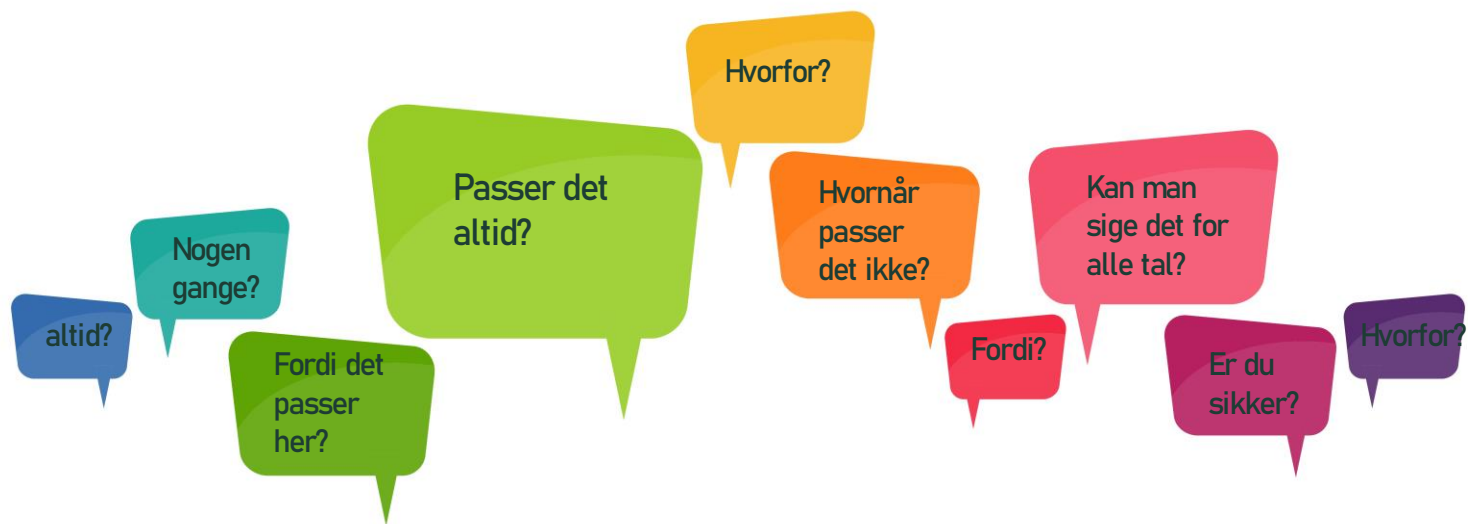 altid?
Nogen
gange?
Fordi det
passer
her?
Passer det
altid?
Hvorfor?
Hvornår
passer
det ikke?
Fordi?
Kan man
sige det for
alle tal?
Er du
sikker?
Hvorfor?